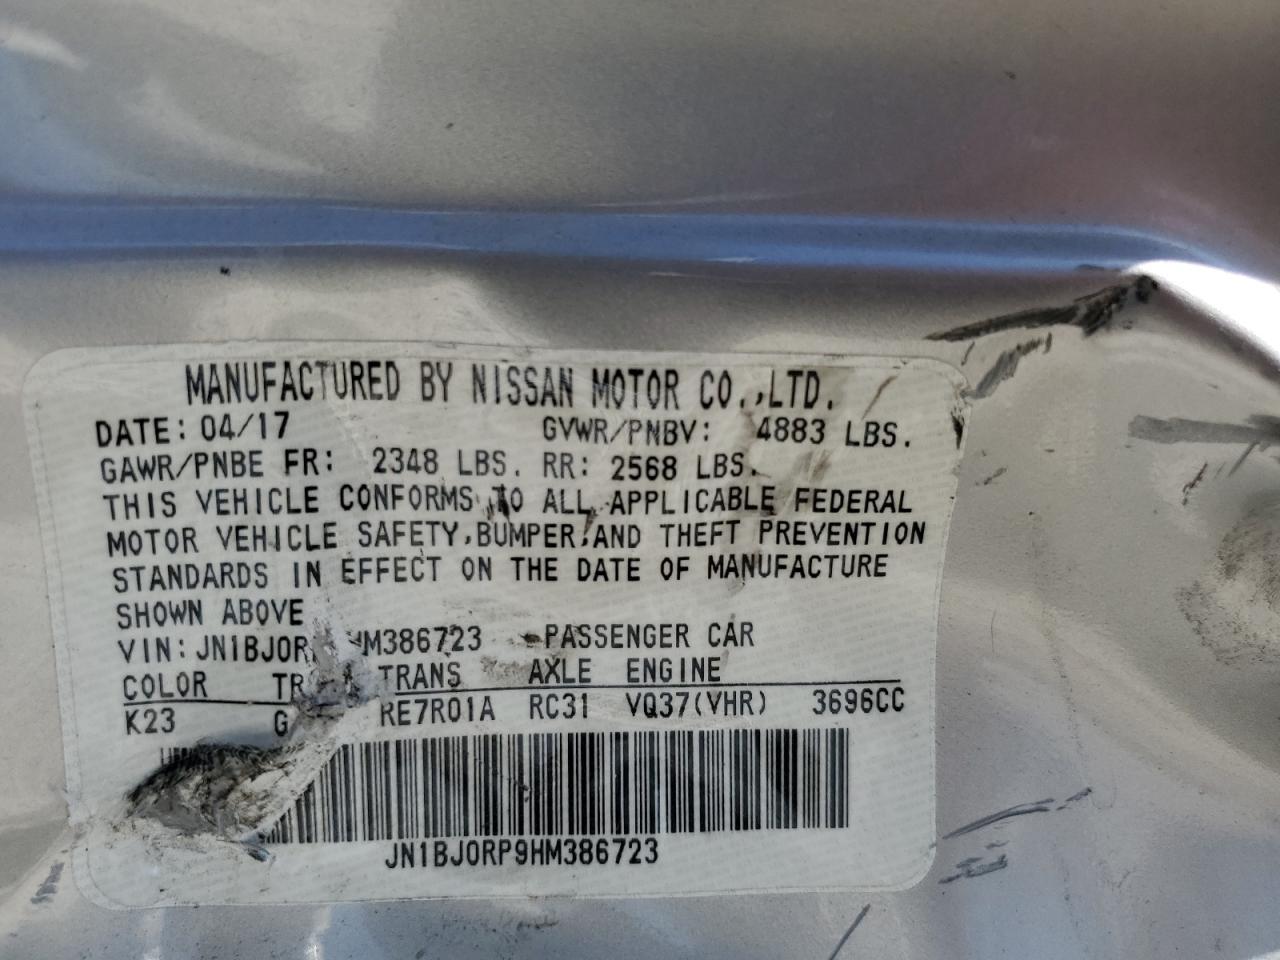 MANUFACTURED BY NISSAN MOTOR CO.,LTD.
DATE: 04/17 GVWR/PNBV: 4883 LBS.
GAWR/PNBE FR: 2348 LBS. RR: 2568 LBS.
THIS VEHICLE CONFORMS TO ALL APPLICABLE FEDERAL
MOTOR VEHICLE SAFETY,BUMPER,AND THEFT PREVENTION
STANDARDS IN EFFECT ON THE DATE OF MANUFACTURE
SHOWN ABOVE
VIN: PASSENGER CAR
COLOR TRANS AXLE ENGINE
K23 RE7R01A RC31 VQ37(VHR) 3696CC
JN1BJ0RP9HM386723